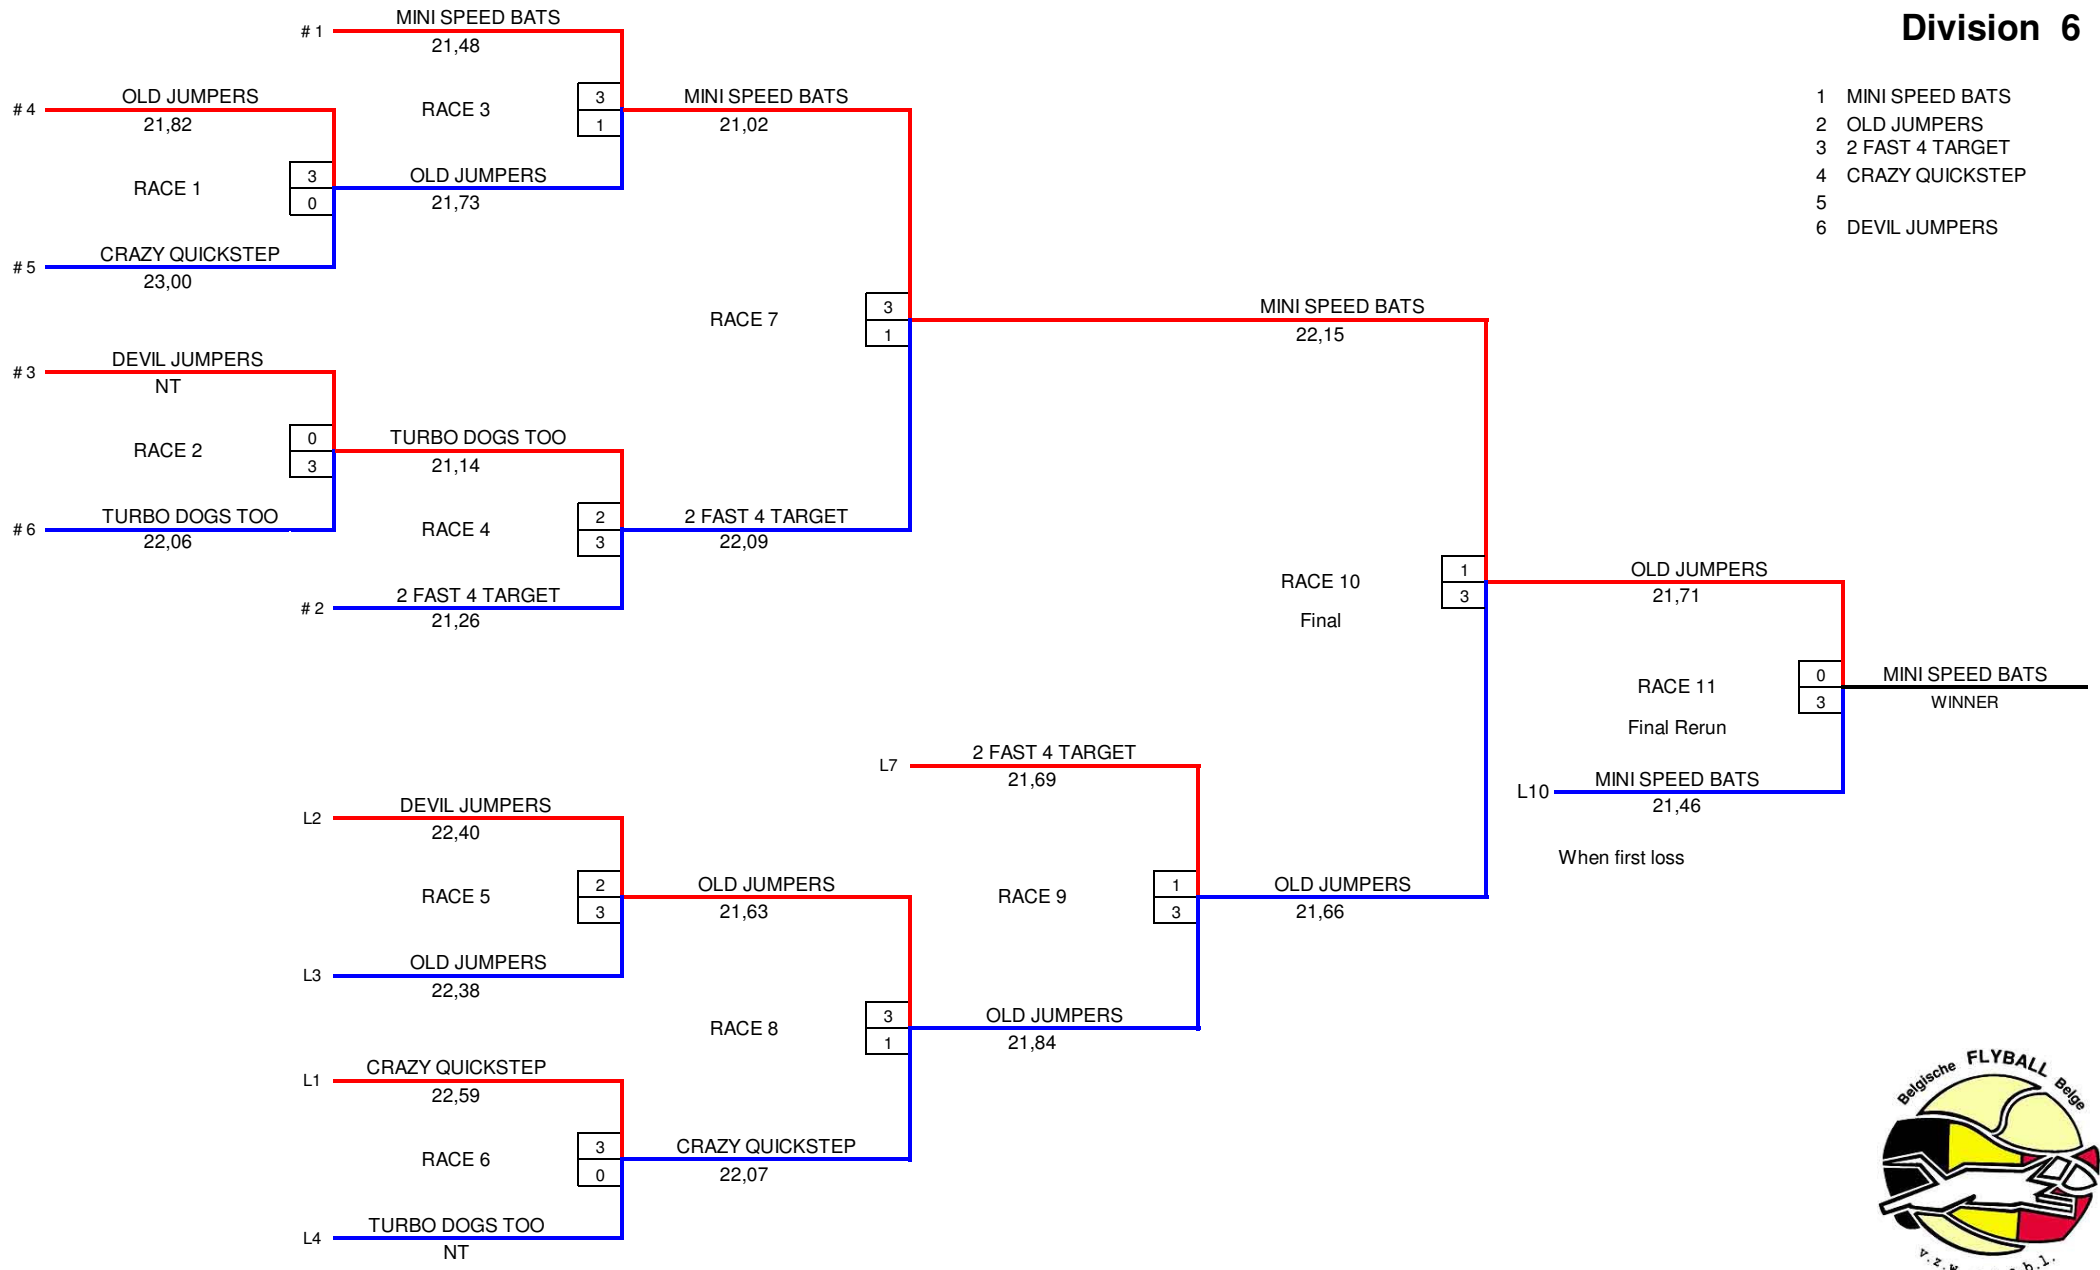 Division 6
1 MINI SPEED BATS
2 OLD JUMPERS
3 2 FAST 4 TARGET
4 CRAZY QUICKSTEP
5
6 DEVIL JUMPERS
# 1 MINI SPEED BATS
21,48
# 4 OLD JUMPERS
21,82
RACE 1
3
0
# 5 CRAZY QUICKSTEP
23,00
RACE 3
3
1
OLD JUMPERS
21,73
MINI SPEED BATS
21,02
# 3 DEVIL JUMPERS
NT
RACE 2
0
3
# 6 TURBO DOGS TOO
22,06
TURBO DOGS TOO
21,14
RACE 4
2
3
# 2 2 FAST 4 TARGET
21,26
2 FAST 4 TARGET
22,09
RACE 7
3
1
MINI SPEED BATS
22,15
RACE 10
Final
1
3
OLD JUMPERS
21,71
RACE 11
Final Rerun
0
3
MINI SPEED BATS
WINNER
L10 MINI SPEED BATS
21,46
When first loss
L7 2 FAST 4 TARGET
21,69
RACE 9
1
3
OLD JUMPERS
21,66
L2 DEVIL JUMPERS
22,40
RACE 5
2
3
L3 OLD JUMPERS
22,38
OLD JUMPERS
21,63
RACE 8
3
1
OLD JUMPERS
21,84
L1 CRAZY QUICKSTEP
22,59
RACE 6
3
0
L4 TURBO DOGS TOO
NT
CRAZY QUICKSTEP
22,07
Belgische FLYBALL Belge
v.z.w.